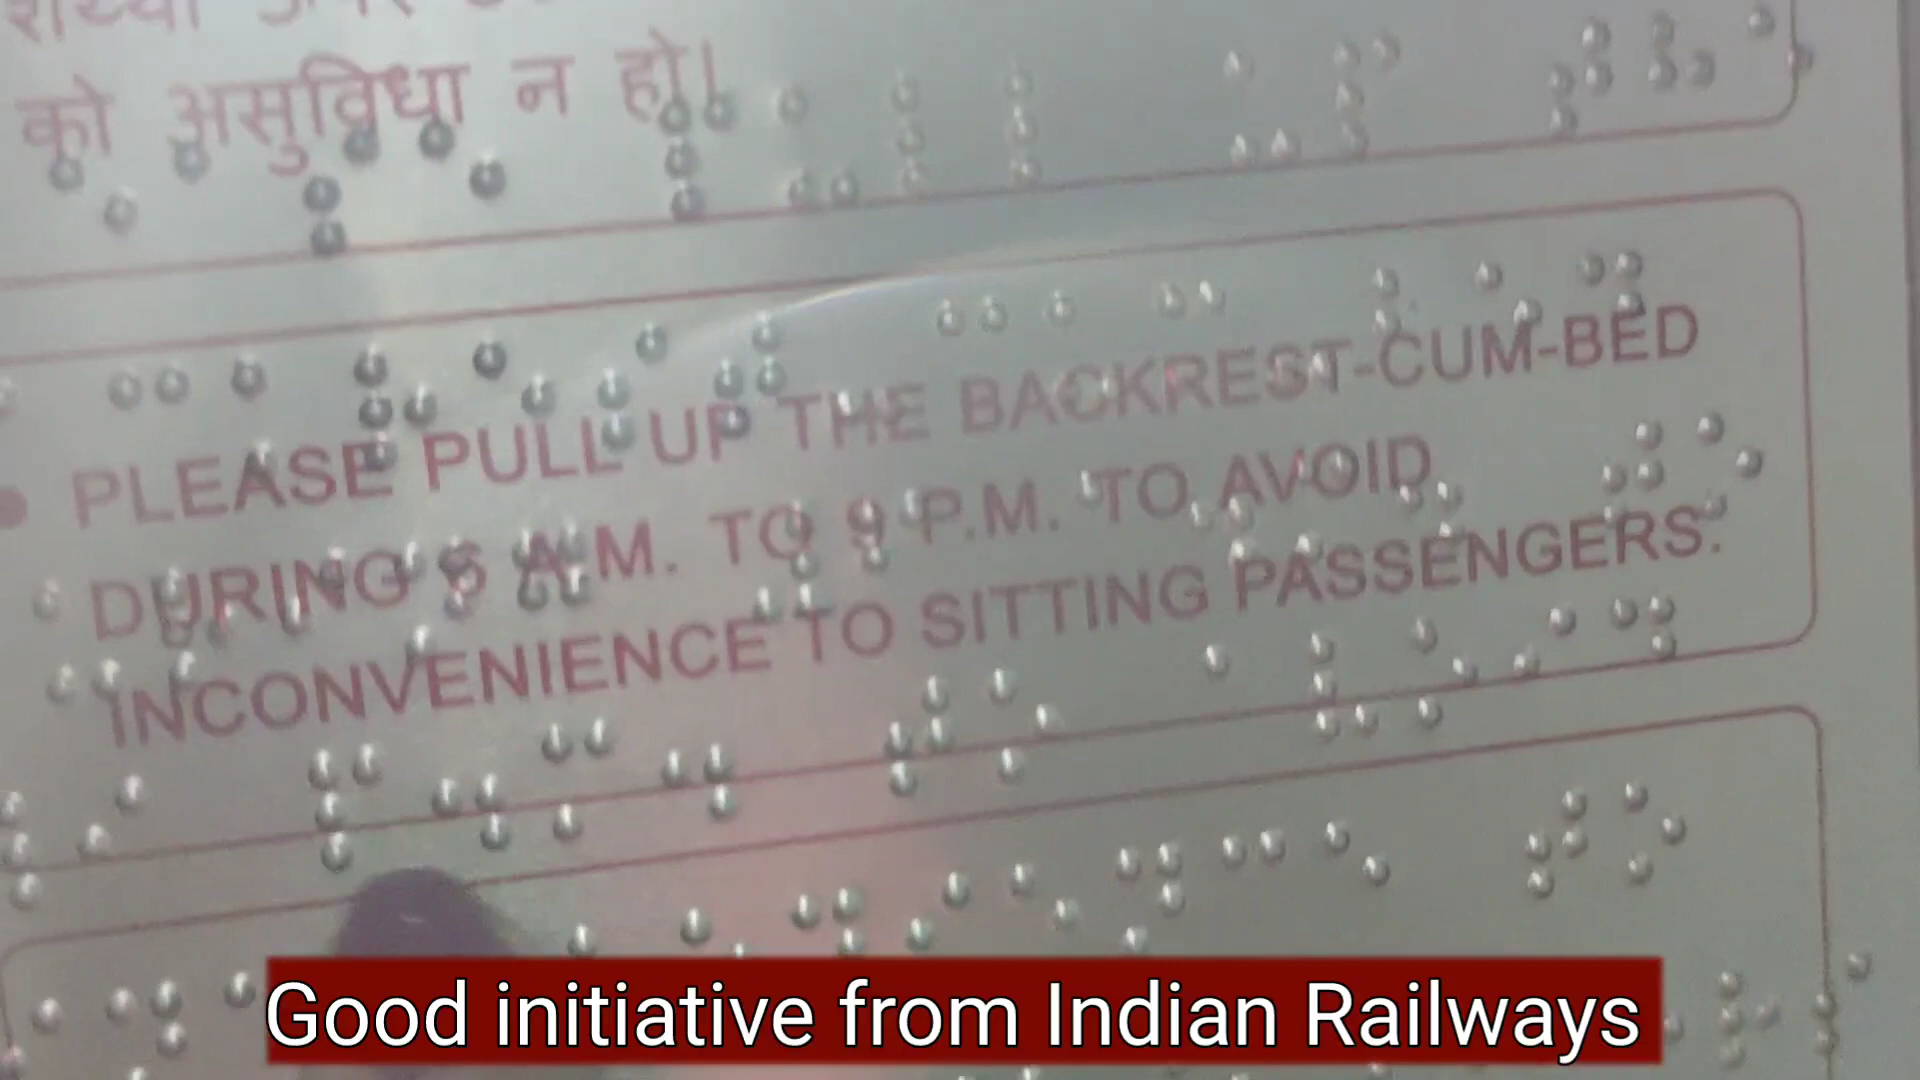 को असुविधा न हो।
PLEASE PULL UP THE BACKREST-CUM-BED
DURING 6 A.M. TO 9 P.M. TO AVOID
INCONVENIENCE TO SITTING PASSENGERS.
Good initiative from Indian Railways